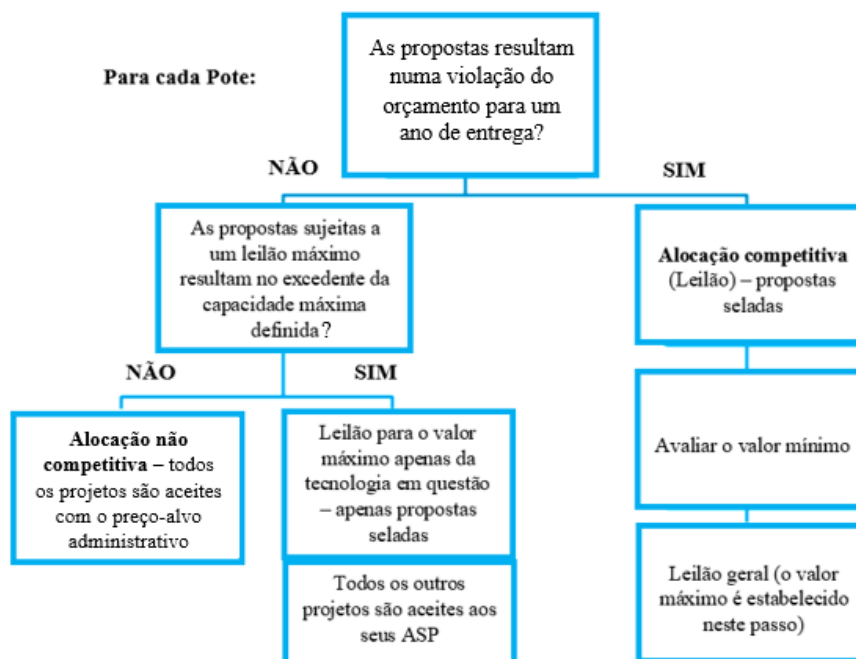 Para cada Pote:
As propostas resultam
numa violação do
orçamento para um
ano de entrega?
NÃO
SIM
As propostas sujeitas a
um leilão máximo
resultam no excedente da
capacidade máxima
definida?
Alocação competitiva
(Leilão) – propostas
seladas
NÃO
SIM
Alocação não
competitiva – todos
os projetos são aceites
com o preço-alvo
administrativo
Leilão para o valor
máximo apenas da
tecnologia em questão
– apenas propostas
seladas
Avaliar o valor mínimo
Todos os outros
projetos são aceites aos
seus ASP
Leilão geral (o valor
máximo é estabelecido
neste passo)